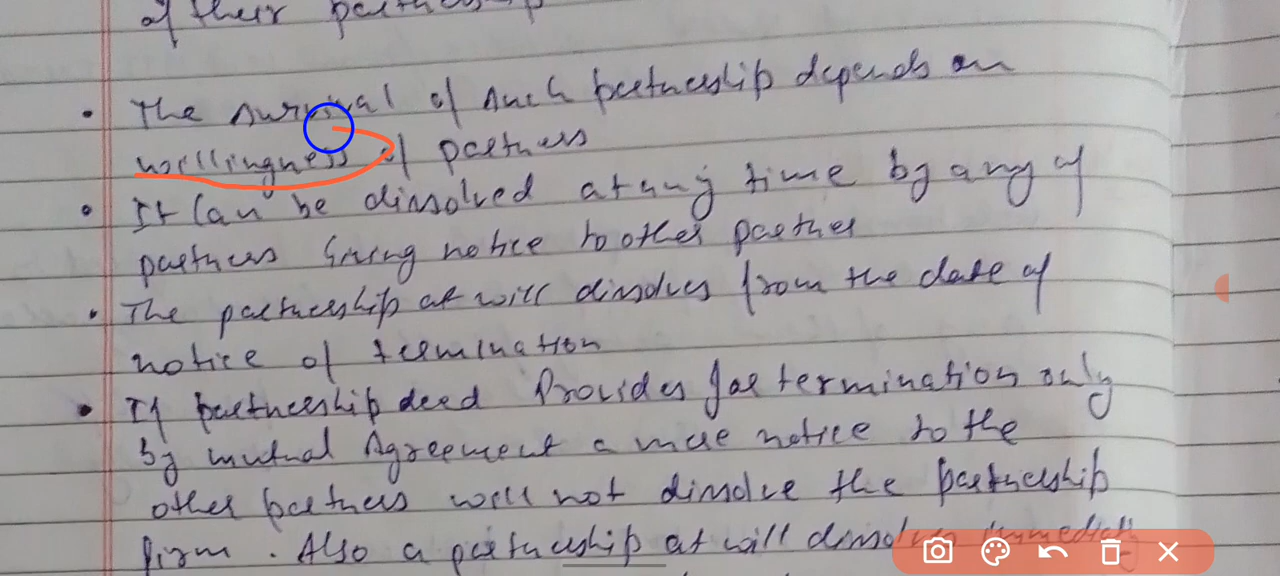 of their partnership
• The survival of such partnership depends on
willingness of partners
• It can be dissolved at any time by any of
partners giving notice to other partner
• The partnership at will dissolves from the date of
notice of termination
• If partnership deed Provides for termination only
by mutual Agreement a mere notice to the
other partners will not dissolve the partnership
firm. Also a partnership at will dissolves immediatly